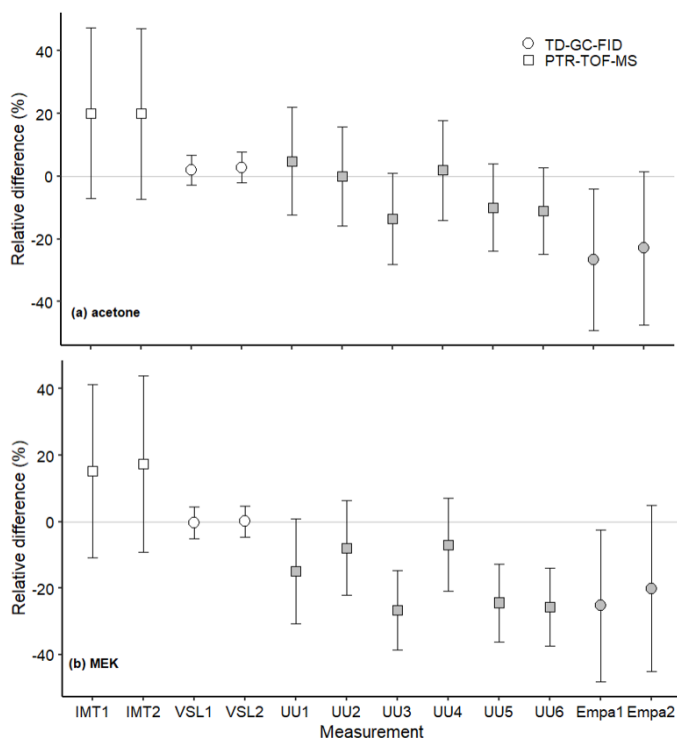 TD-GC-FID
PTR-TOF-MS
Relative difference (%)
40
20
0
-20
-40
(a) acetone
Relative difference (%)
40
20
0
-20
-40
(b) MEK
IMT1 IMT2 VSL1 VSL2 UU1 UU2 UU3 UU4 UU5 UU6 Empa1 Empa2
Measurement